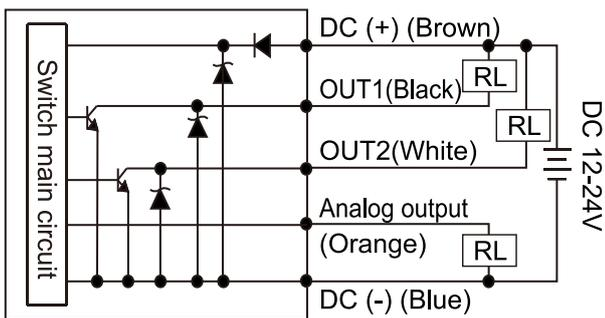 Switch main circuit
DC (+) (Brown)
RL
OUT1(Black)
RL
OUT2(White)
Analog output
(Orange)
RL
DC (-) (Blue)
DC 12-24V